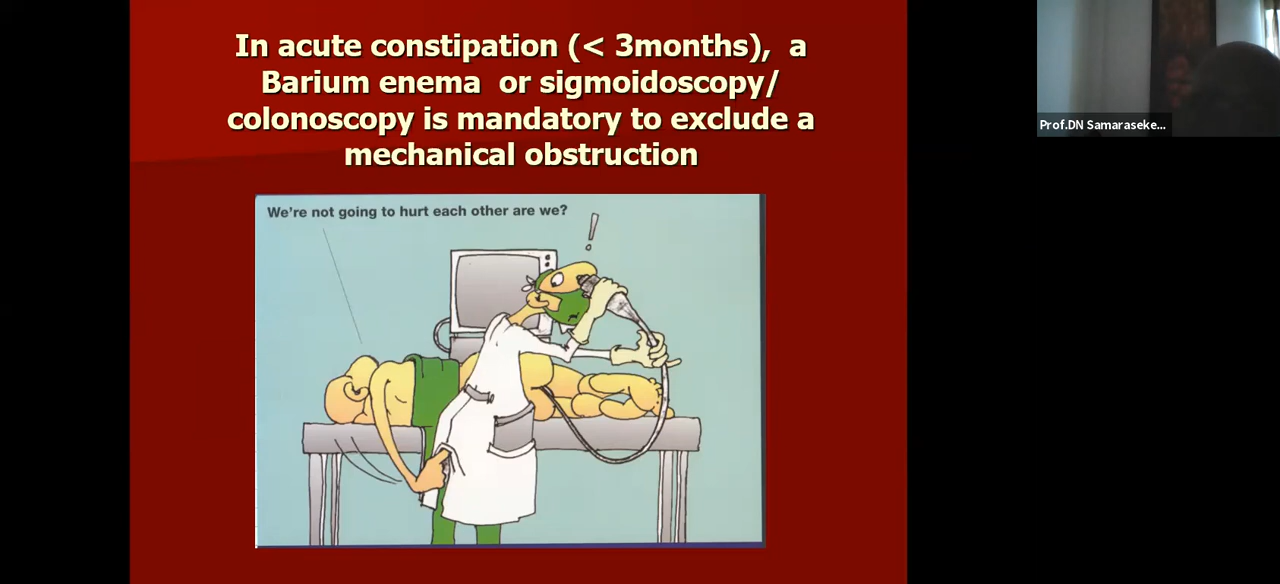 In acute constipation (< 3months),  a
Barium enema  or sigmoidoscopy/
colonoscopy is mandatory to exclude a
mechanical obstruction
We're not going to hurt each other are we?
!
Prof.DN Samaraseke...